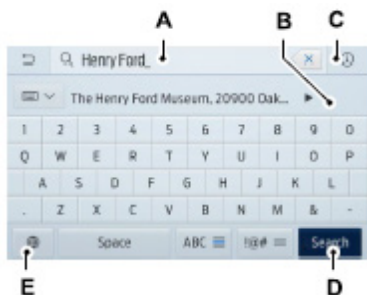 A
B
C
Henry Ford_
The Henry Ford Museum, 20900 Oak...
1 2 3 4 5 6 7 8 9 0
Q W E R T Y U I O P
A S D F G H J K L
. Z X C V B N M & -
Space ABC !@# Search
E
D